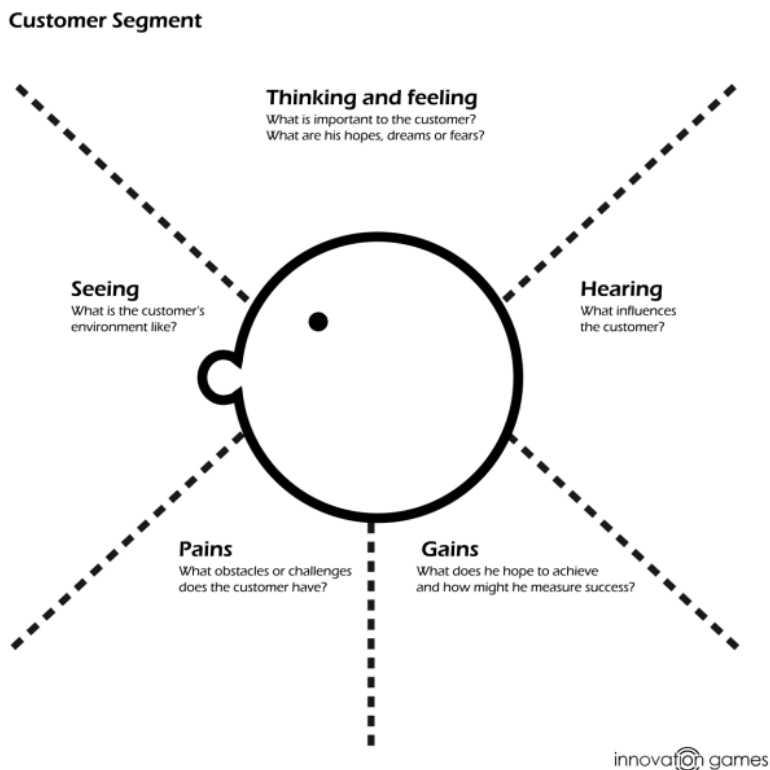 Customer Segment
Thinking and feeling
What is important to the customer?
What are his hopes, dreams or fears?
Seeing
What is the customer's
environment like?
Hearing
What influences
the customer?
Pains
What obstacles or challenges
does the customer have?
Gains
What does he hope to achieve
and how might he measure success?
innovation games